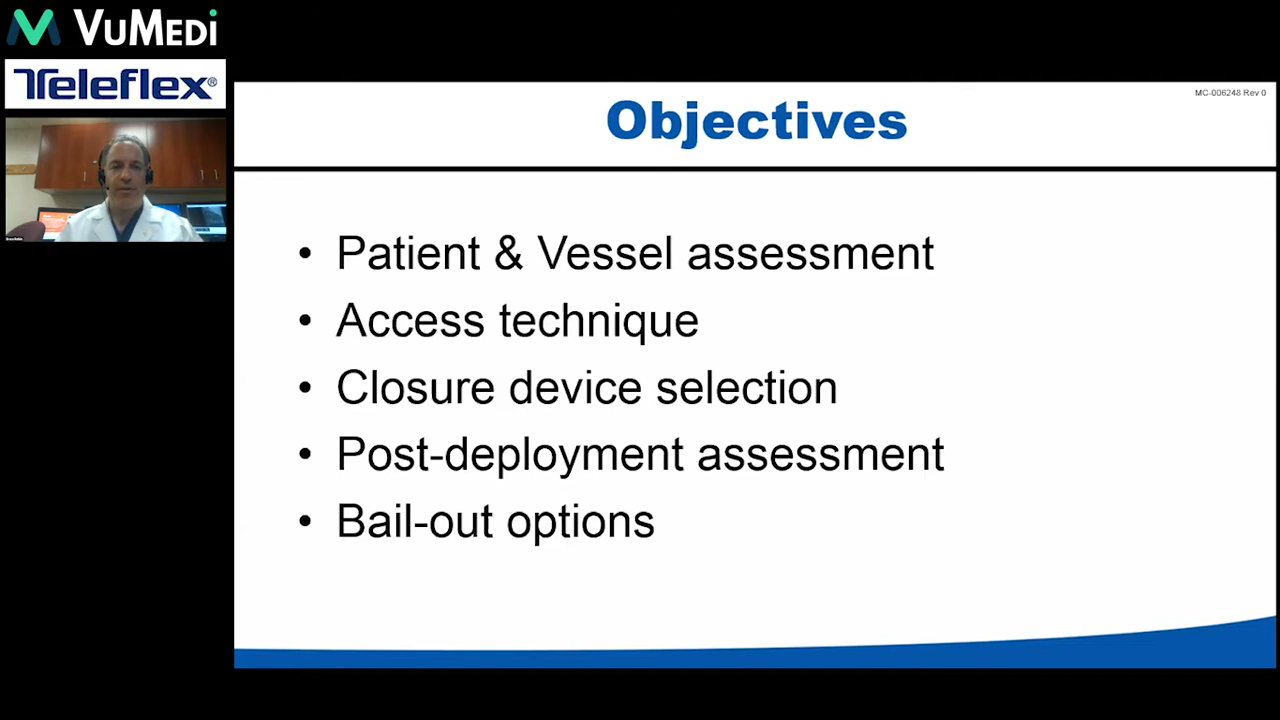 VuMedi
Teleflex®
MC-006248 Rev 0
Objectives
• Patient & Vessel assessment
• Access technique
• Closure device selection
• Post-deployment assessment
• Bail-out options